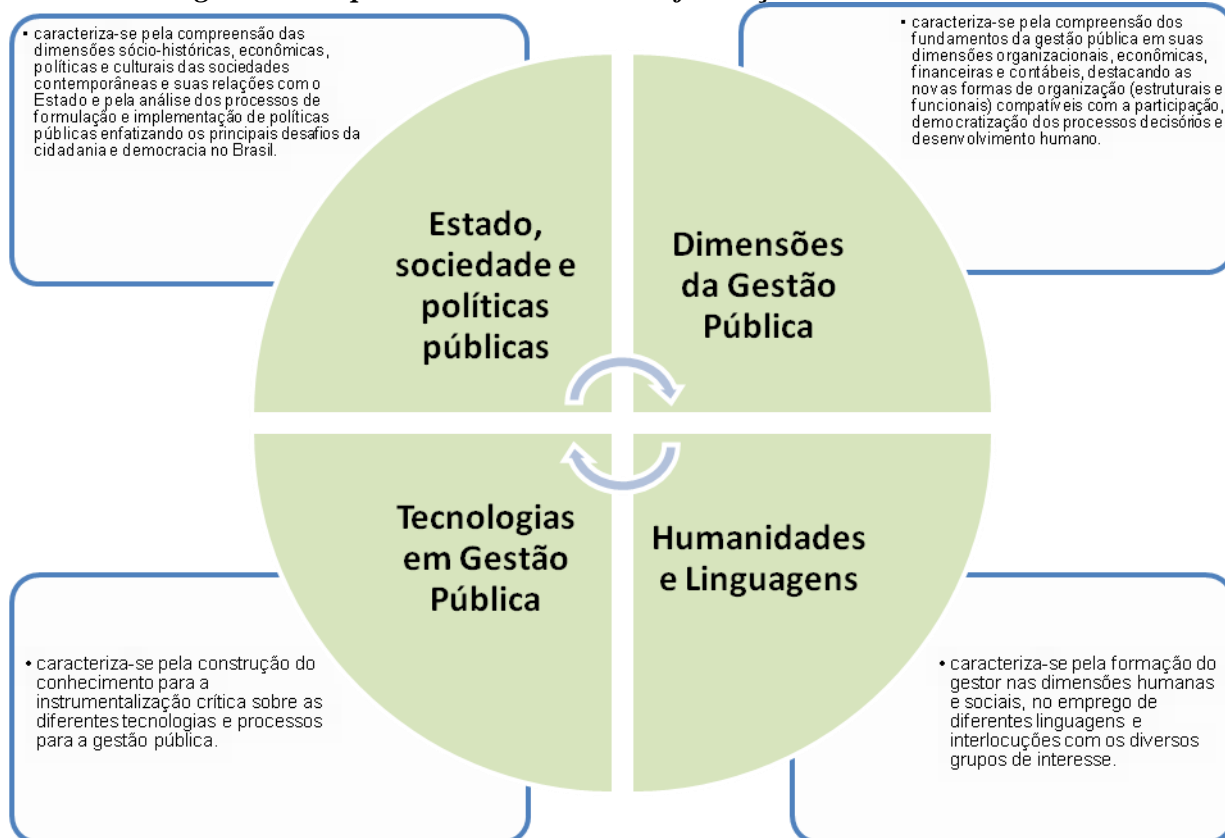 • caracteriza-se pela compreensão das
dimensões sócio-históricas, econômicas,
políticas e culturais das sociedades
contemporâneas e suas relações com o
Estado e pela análise dos processos de
formulação e implementação de políticas
públicas enfatizando os principais desafios da
cidadania e democracia no Brasil.
• caracteriza-se pela compreensão dos
fundamentos da gestão pública em suas
dimensões organizacionais, econômicas,
financeiras e contábeis, destacando as
novas formas de organização (estruturais e
funcionais) compatíveis com a participação,
democratização dos processos decisórios e
desenvolvimento humano.
Estado,
sociedade e
políticas
públicas
Dimensões
da Gestão
Pública
Tecnologias
em Gestão
Pública
Humanidades
e Linguagens
• caracteriza-se pela construção do
conhecimento para a
instrumentalização crítica sobre as
diferentes tecnologias e processos
para a gestão pública.
• caracteriza-se pela formação do
gestor nas dimensões humanas
e sociais, no emprego de
diferentes linguagens e
interlocuções com os diversos
grupos de interesse.